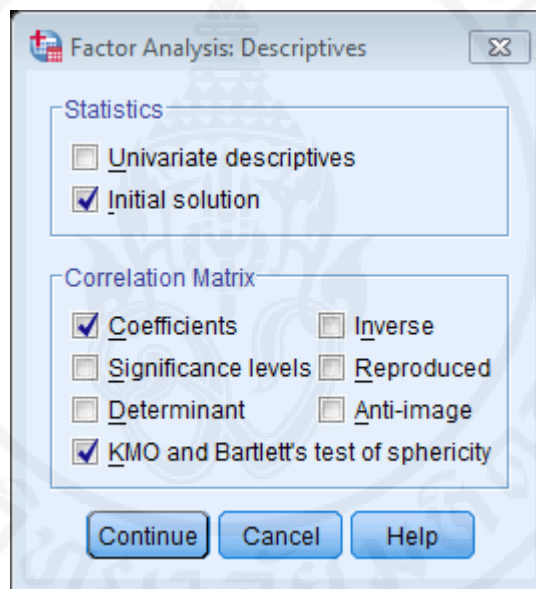 Factor Analysis: Descriptives
Statistics
Univariate descriptives
Initial solution
Correlation Matrix
Coefficients
Inverse
Significance levels
Reproduced
Determinant
Anti-image
KMO and Bartlett's test of sphericity
Continue
Cancel
Help